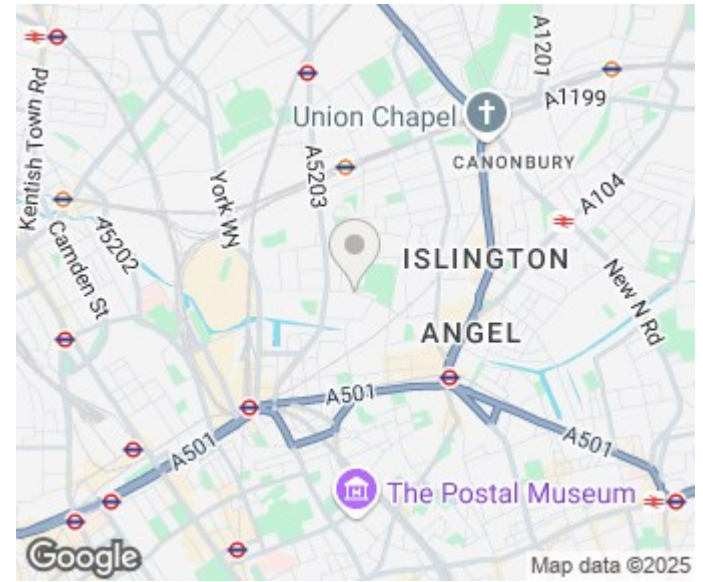 A1207
A1199
Union Chapel
CANONBURY
Kentish Town Rd
A5203
York WY
A104
A5202
Camden St
ISLINGTON
New N Rd
ANGEL
A501
A501
A501
The Postal Museum
Google
Map data ©2025